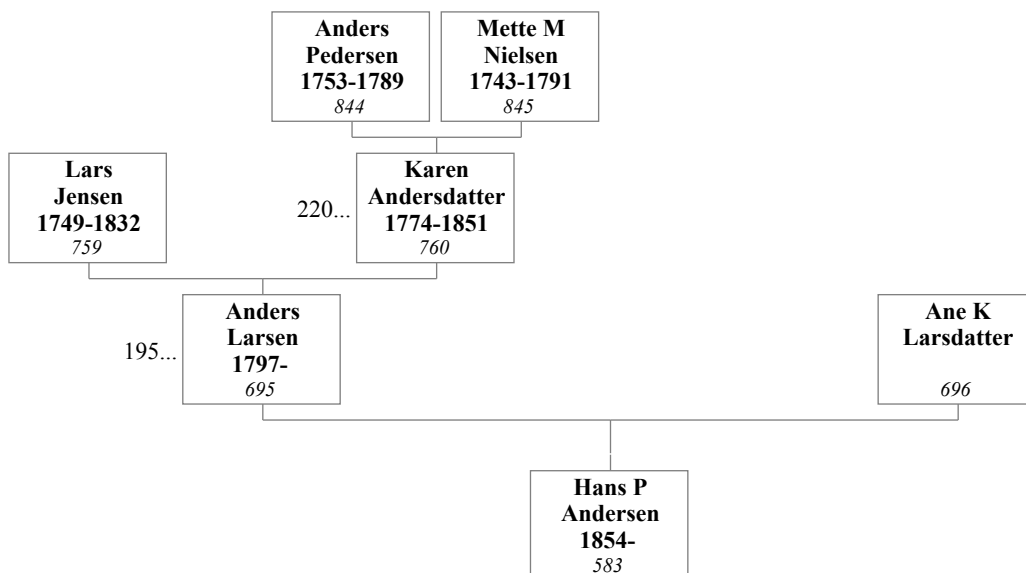 Anders
Pedersen
1753-1789
844
Mette M
Nielsen
1743-1791
845
Lars
Jensen
1749-1832
759
220...
Karen
Andersdatter
1774-1851
760
195...
Anders
Larsen
1797-
695
Ane K
Larsdatter
696
Hans P
Andersen
1854-
583